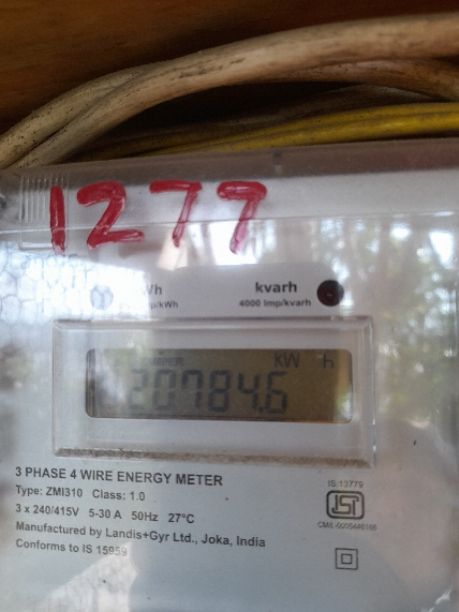 1277
kvarh
4000 Imp/kvarh
kW h
20784.6
3 PHASE 4 WIRE ENERGY METER
Type: ZMI310 Class: 1.0
3 x 240/415V 5-30 A 50Hz 27°C
Manufactured by Landis+Gyr Ltd., Joka, India
Conforms to IS 15959
IS 13779
ISI